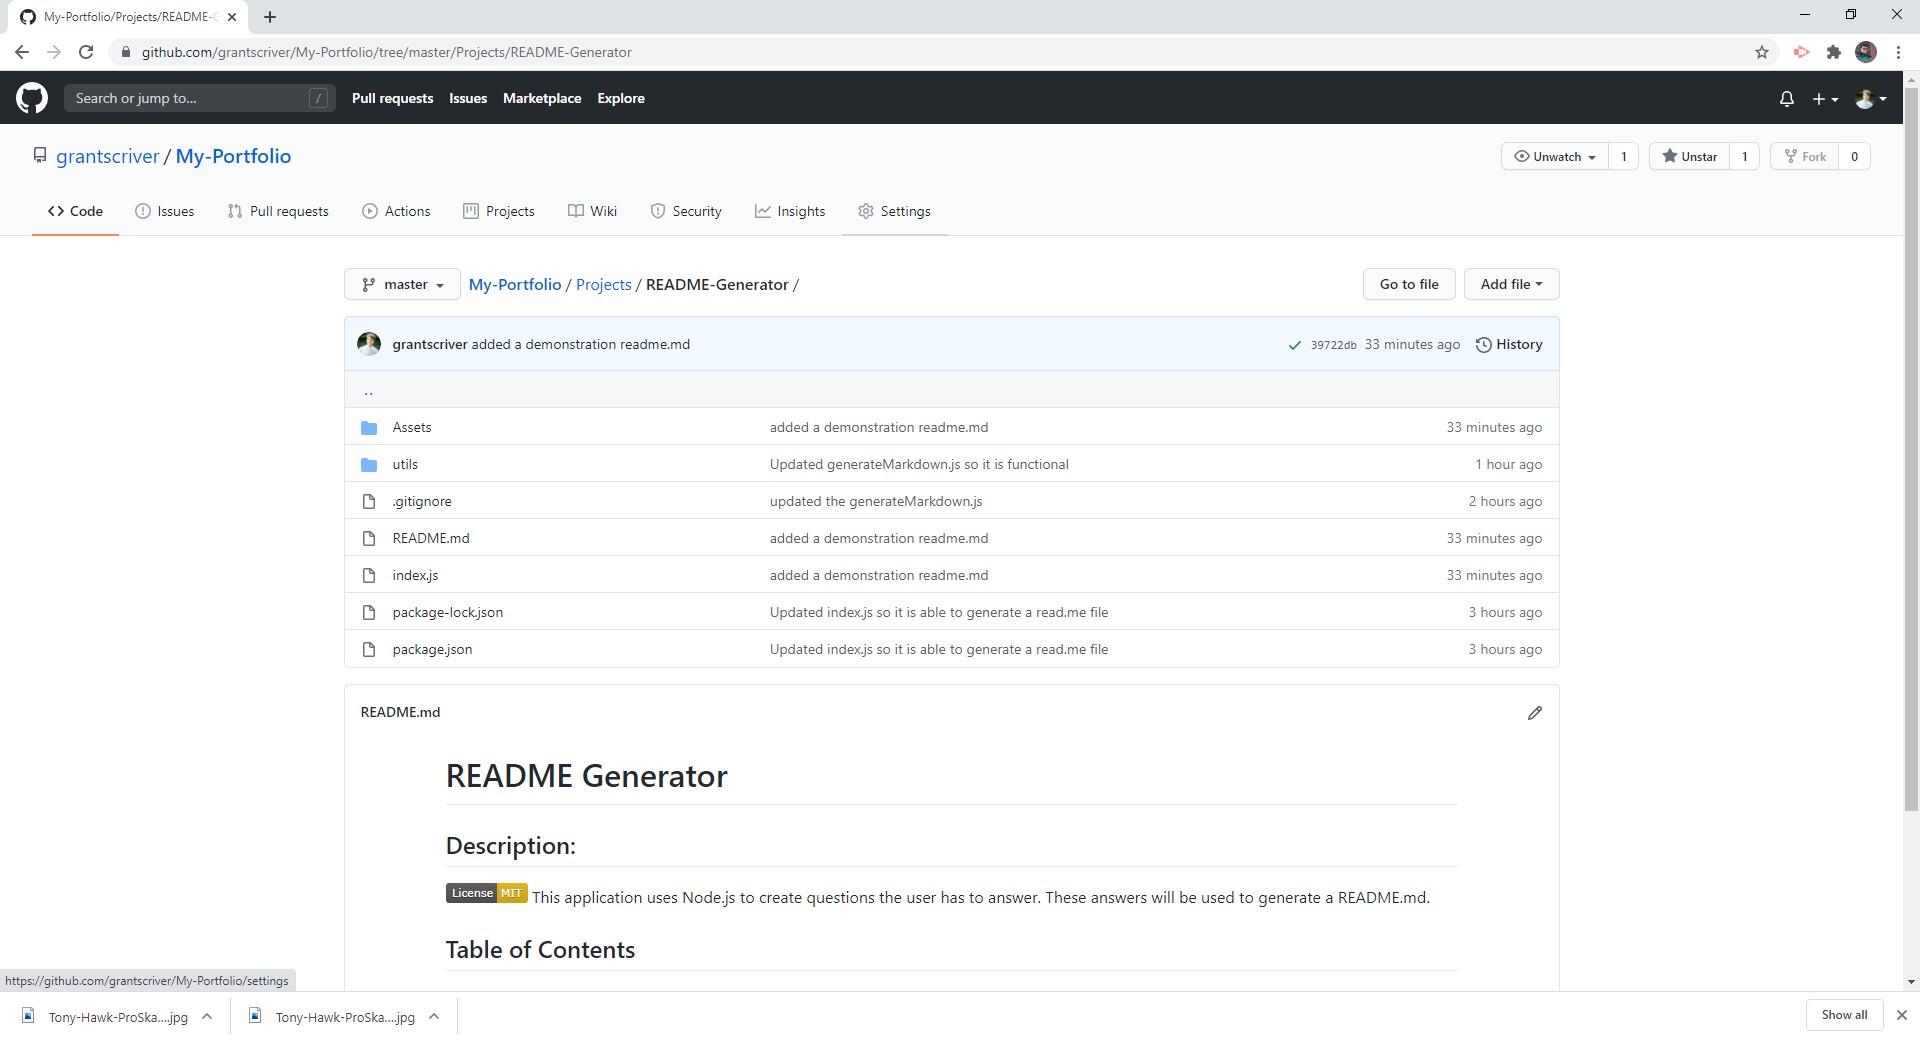 My-Portfolio/Projects/README-G
github.com/grantscriver/My-Portfolio/tree/master/Projects/README-Generator
Search or jump to... /
Pull requests Issues Marketplace Explore
grantscriver / My-Portfolio
Unwatch 1 Unstar 1 Fork 0
Code Issues Pull requests Actions Projects Wiki Security Insights Settings
master My-Portfolio / Projects / README-Generator / Go to file Add file
grantscriver added a demonstration readme.md 39722db 33 minutes ago History
..
Assets added a demonstration readme.md 33 minutes ago
utils Updated generateMarkdown.js so it is functional 1 hour ago
.gitignore updated the generateMarkdown.js 2 hours ago
README.md added a demonstration readme.md 33 minutes ago
index.js added a demonstration readme.md 33 minutes ago
package-lock.json Updated index.js so it is able to generate a read.me file 3 hours ago
package.json Updated index.js so it is able to generate a read.me file 3 hours ago
README.md
README Generator
Description:
License MIT This application uses Node.js to create questions the user has to answer. These answers will be used to generate a README.md.
Table of Contents
https://github.com/grantscriver/My-Portfolio/settings
Tony-Hawk-ProSka....jpg Tony-Hawk-ProSka....jpg Show all